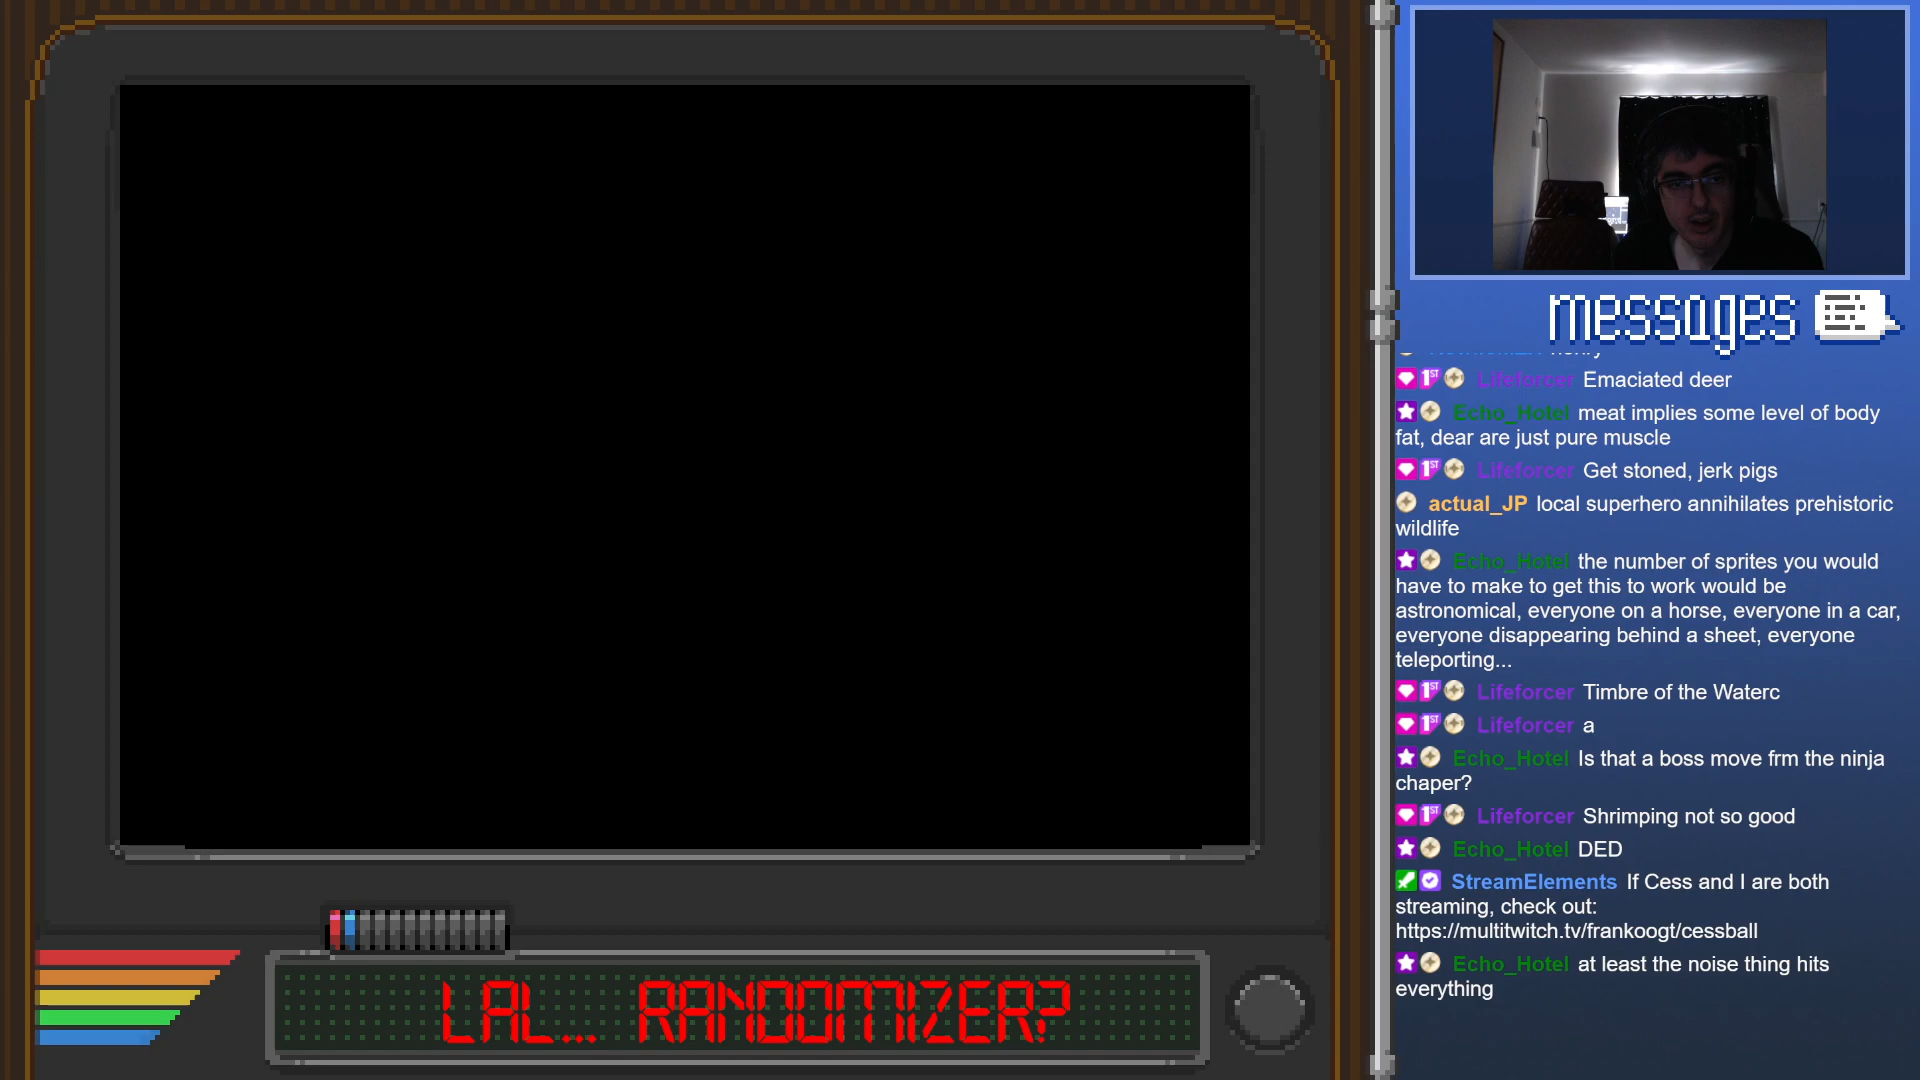 messages
Lifeforcer Emaciated deer
Echo_Hotel meat implies some level of body
fat, dear are just pure muscle
Lifeforcer Get stoned, jerk pigs
actual_JP local superhero annihilates prehistoric
wildlife
Echo_Hotel the number of sprites you would
have to make to get this to work would be
astronomical, everyone on a horse, everyone in a car,
everyone disappearing behind a sheet, everyone
teleporting...
Lifeforcer Timbre of the Waterc
Lifeforcer a
Echo_Hotel Is that a boss move frm the ninja
chaper?
Lifeforcer Shrimping not so good
Echo_Hotel DED
StreamElements If Cess and I are both
streaming, check out:
https://multitwitch.tv/frankoogt/cessball
Echo_Hotel at least the noise thing hits
everything
LAL... RANDOMIZER?